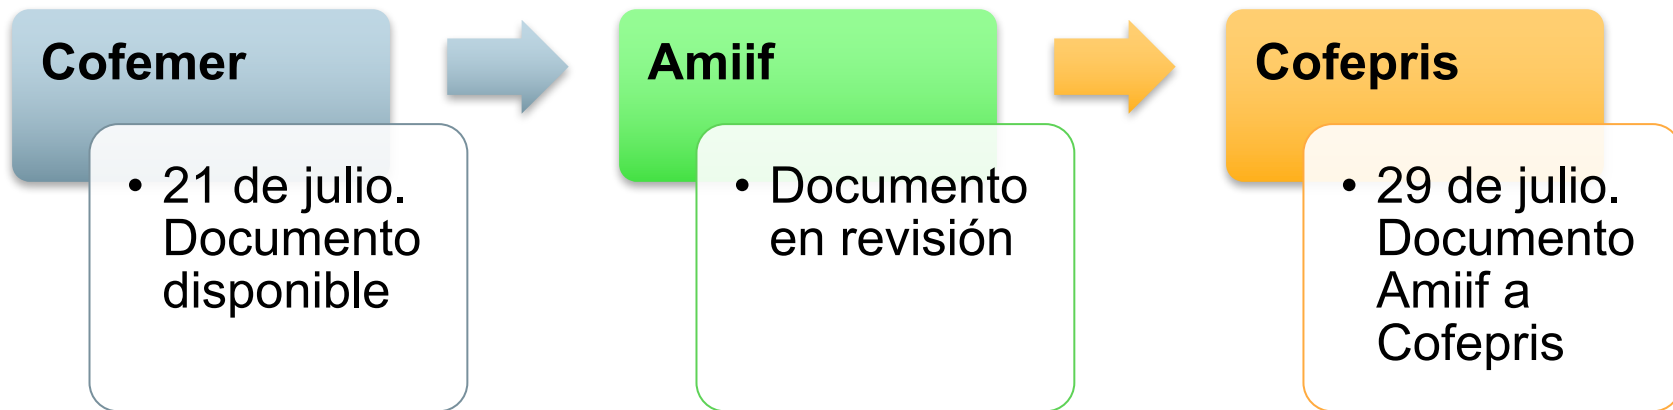 Cofemer
• 21 de julio.
Documento
disponible
Amiif
• Documento
en revisión
Cofepris
• 29 de julio.
Documento
Amiif a
Cofepris